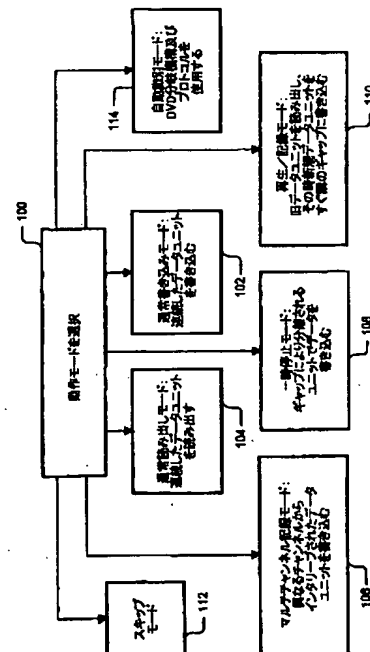 100
動作モードを選択
112
スキップ
モード
104
通常読み出しモード:
連続したデータユニット
を読み出す
102
通常書き込みモード:
連続したデータユニット
を書き込む
114
モード:
DVD分岐
プロトコルを
使用する
108
マルチチャンネル記録モード:
異なるチャンネルから
インタリーブされたデータ
ユニットを書き込む
106
一時停止モード:
ギャップにより分離される
ユニットでデータを
書き込む
110
再生/記録モード:
旧データユニットを読み出し、
その時新規データユニットを
すぐ隣のギャップに書き込む